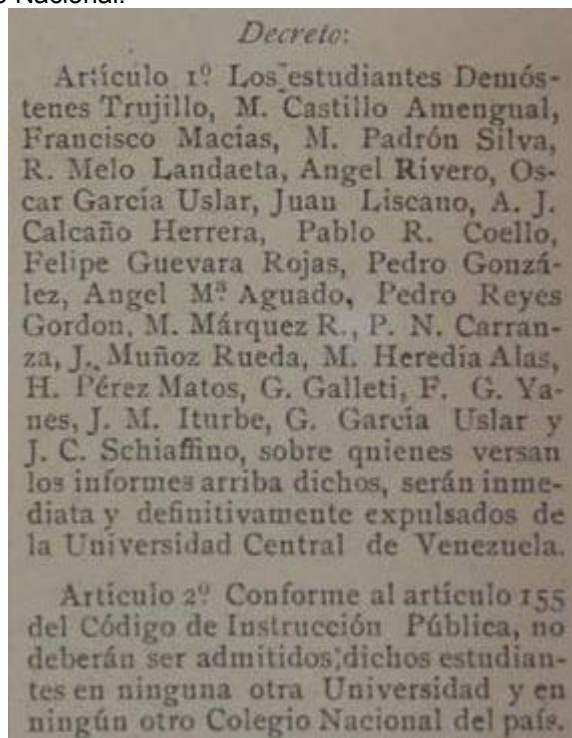 Nacional.
Decreto:
Artículo 1º Los estudiantes Demós-
tenes Trujillo, M. Castillo Amengual,
Francisco Macias, M. Padrón Silva,
R. Melo Landaeta, Angel Rivero, Os-
car García Uslar, Juan Liscano, A. J.
Calcaño Herrera, Pablo R. Coello,
Felipe Guevara Rojas, Pedro Gonzá-
lez, Angel Mª Aguado, Pedro Reyes
Gordon, M. Márquez R., P. N. Carran-
za, J. Muñoz Rueda, M. Heredia Alas,
H. Pérez Matos, G. Galleti, F. G. Ya-
nes, J. M. Iturbe, G. García Uslar y
J. C. Schiaffino, sobre qnienes versan
los informes arriba dichos, serán inme-
diata y definitivamente expulsados de
la Universidad Central de Venezuela.
Artículo 2º Conforme al artículo 155
del Código de Instrucción Pública, no
deberán ser admitidos dichos estudian-
tes en ninguna otra Universidad y en
ningún otro Colegio Nacional del país.